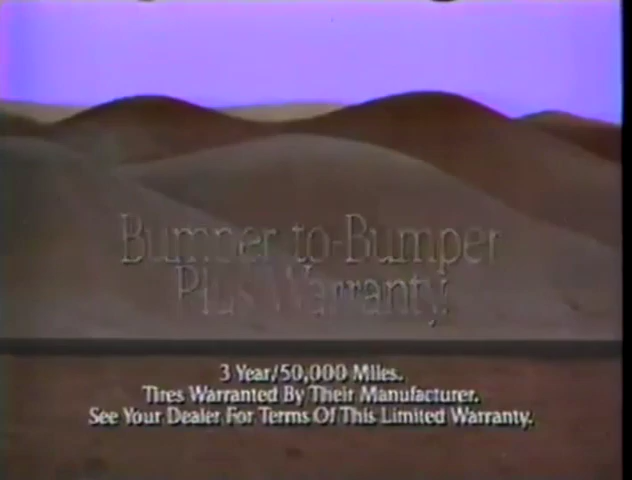 Bumper-to-Bumper
Plus Warranty.
3 Year/50,000 Miles.
Tires Warranted By Their Manufacturer.
See Your Dealer For Terms Of This Limited Warranty.